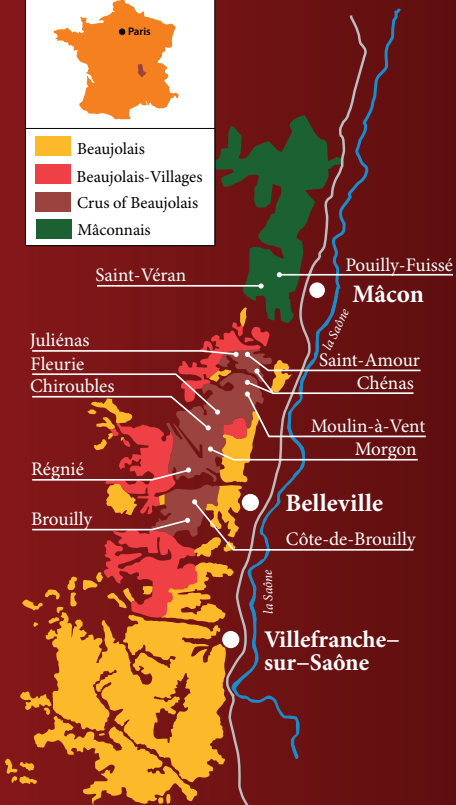 Paris
Beaujolais
Beaujolais-Villages
Crus of Beaujolais
Mâconnais
Pouilly-Fuissé
Saint-Véran
Mâcon
la Saône
Juliénas
Saint-Amour
Fleurie
Chénas
Chiroubles
Moulin-à-Vent
Morgon
Régnié
Belleville
Brouilly
Côte-de-Brouilly
la Saône
Villefranche–
sur–Saône